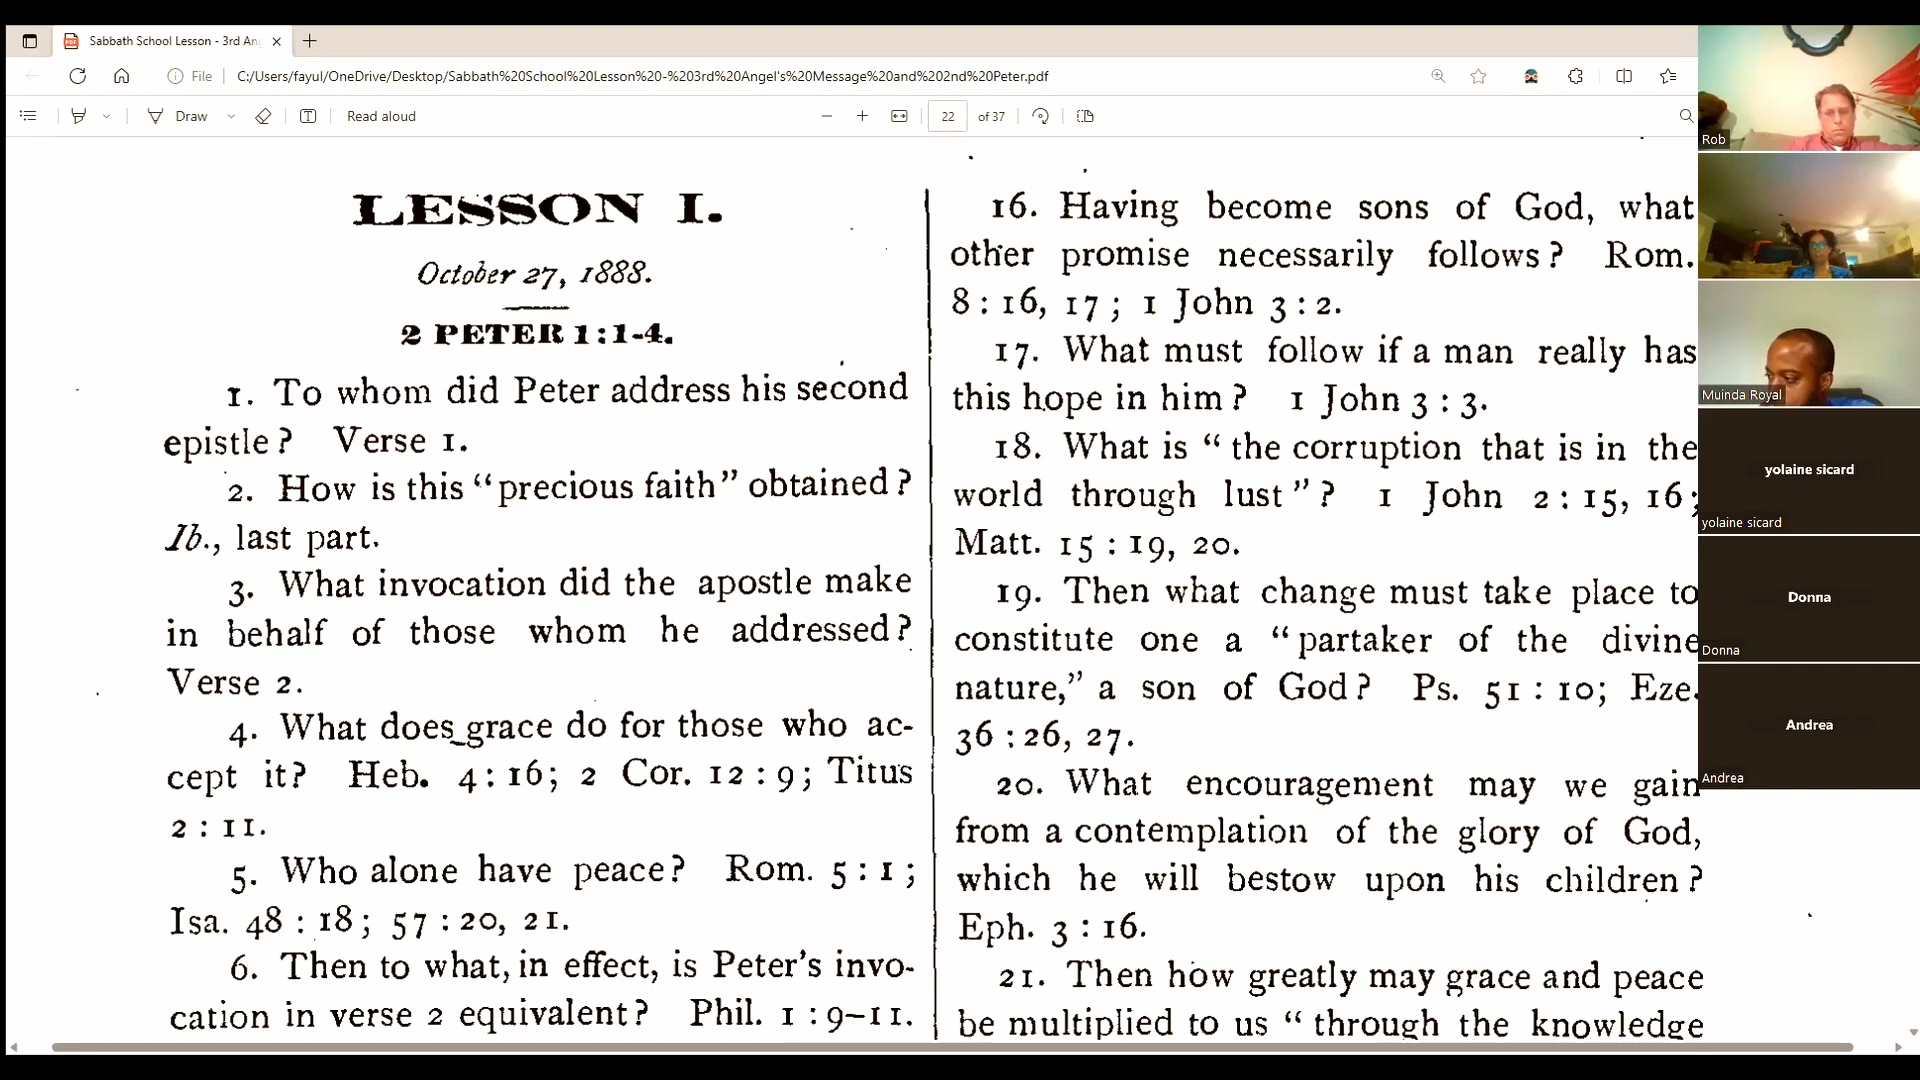 Sabbath School Lesson - 3rd An
File
C:/Users/fayul/OneDrive/Desktop/Sabbath%20School%20Lesson%20-%203rd%20Angel's%20Message%20and%202nd%20Peter.pdf
Draw
Read aloud
22 of 37
LESSON I.
October 27, 1888.
2 PETER 1:1-4.
1. To whom did Peter address his second
epistle? Verse 1.
2. How is this “precious faith” obtained?
Ib., last part.
3. What invocation did the apostle make
in behalf of those whom he addressed?
Verse 2.
4. What does grace do for those who ac-
cept it? Heb. 4:16; 2 Cor. 12:9; Titus
2:11.
5. Who alone have peace? Rom. 5:1;
Isa. 48:18; 57:20, 21.
6. Then to what, in effect, is Peter's invo-
cation in verse 2 equivalent? Phil. 1:9–11.
16. Having become sons of God, what
other promise necessarily follows? Rom.
8:16, 17; 1 John 3:2.
17. What must follow if a man really has
this hope in him? 1 John 3:3.
18. What is “the corruption that is in the
world through lust”? 1 John 2:15, 16;
Matt. 15:19, 20.
19. Then what change must take place to
constitute one a “partaker of the divine
nature,” a son of God? Ps. 51:10; Eze.
36:26, 27.
20. What encouragement may we gain
from a contemplation of the glory of God,
which he will bestow upon his children?
Eph. 3:16.
21. Then how greatly may grace and peace
be multiplied to us “through the knowledge
Rob
Muinda Royal
yolaine sicard
yolaine sicard
Donna
Donna
Andrea
Andrea